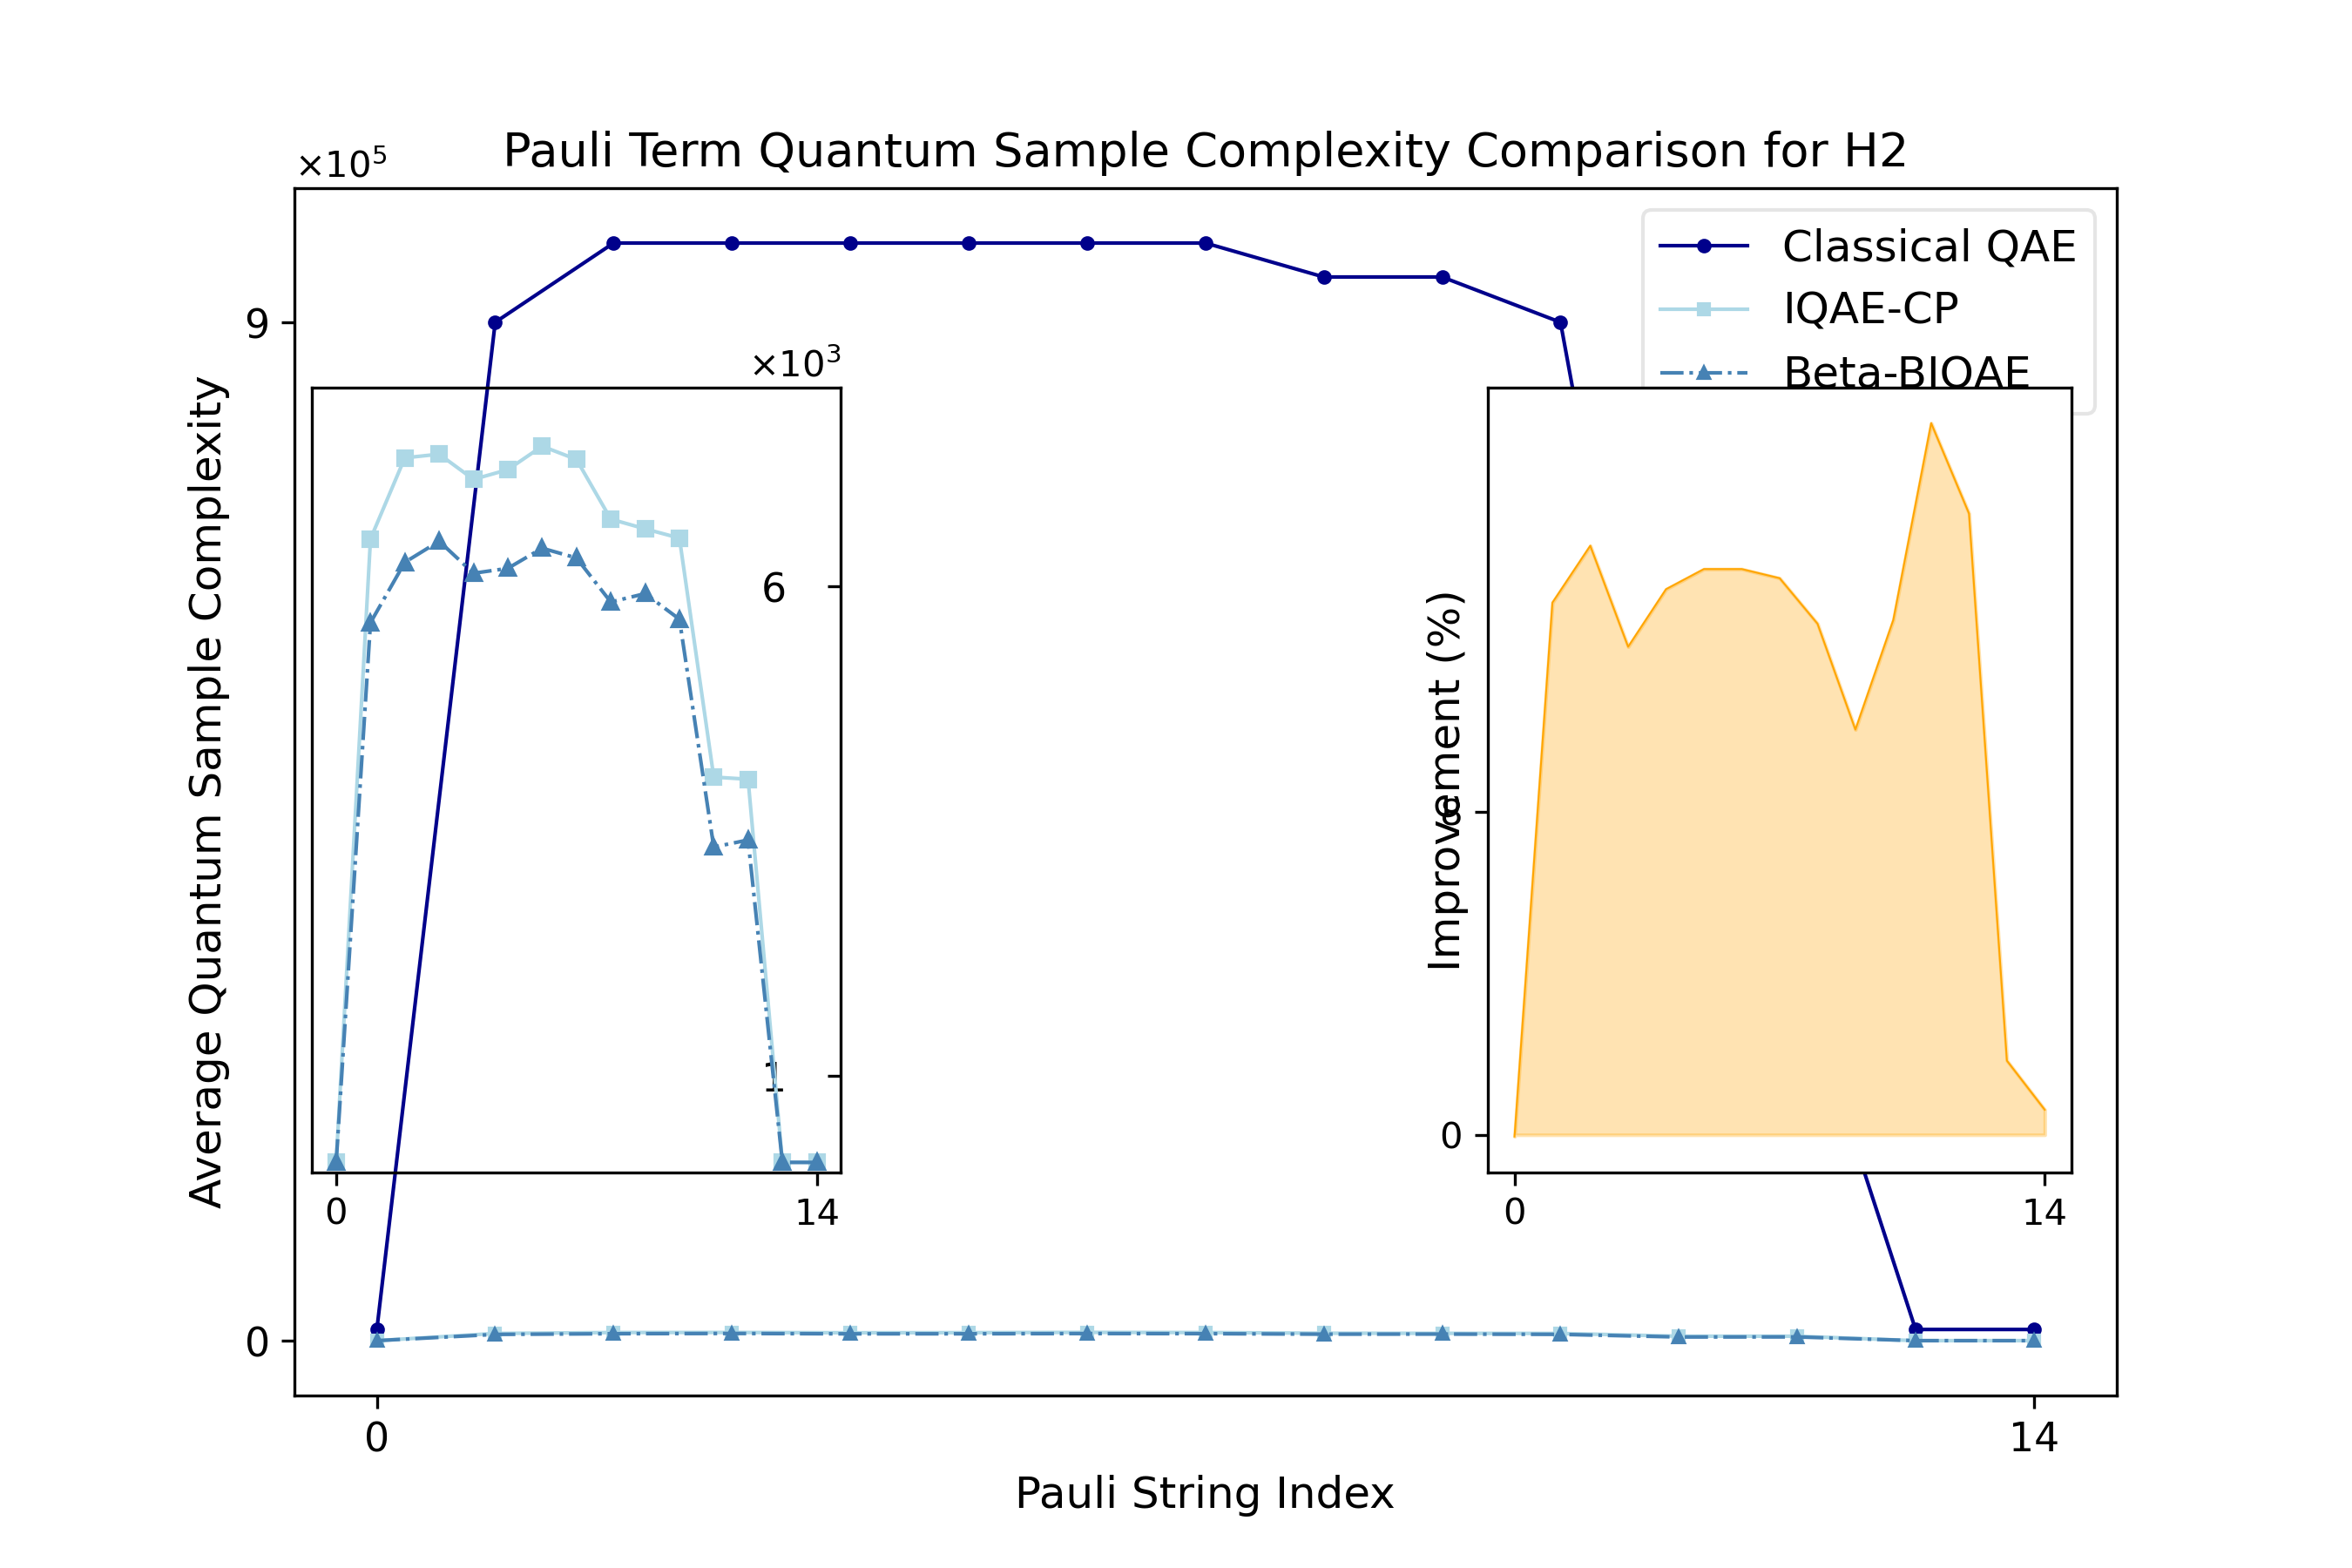 Pauli Term Quantum Sample Complexity Comparison for H2
×10⁵
Classical QAE
IQAE-CP
Beta-BIQAE
9
0
Average Quantum Sample Complexity
×10³
6
1
0 14
Improvement (%)
0
0 14
0 14
Pauli String Index